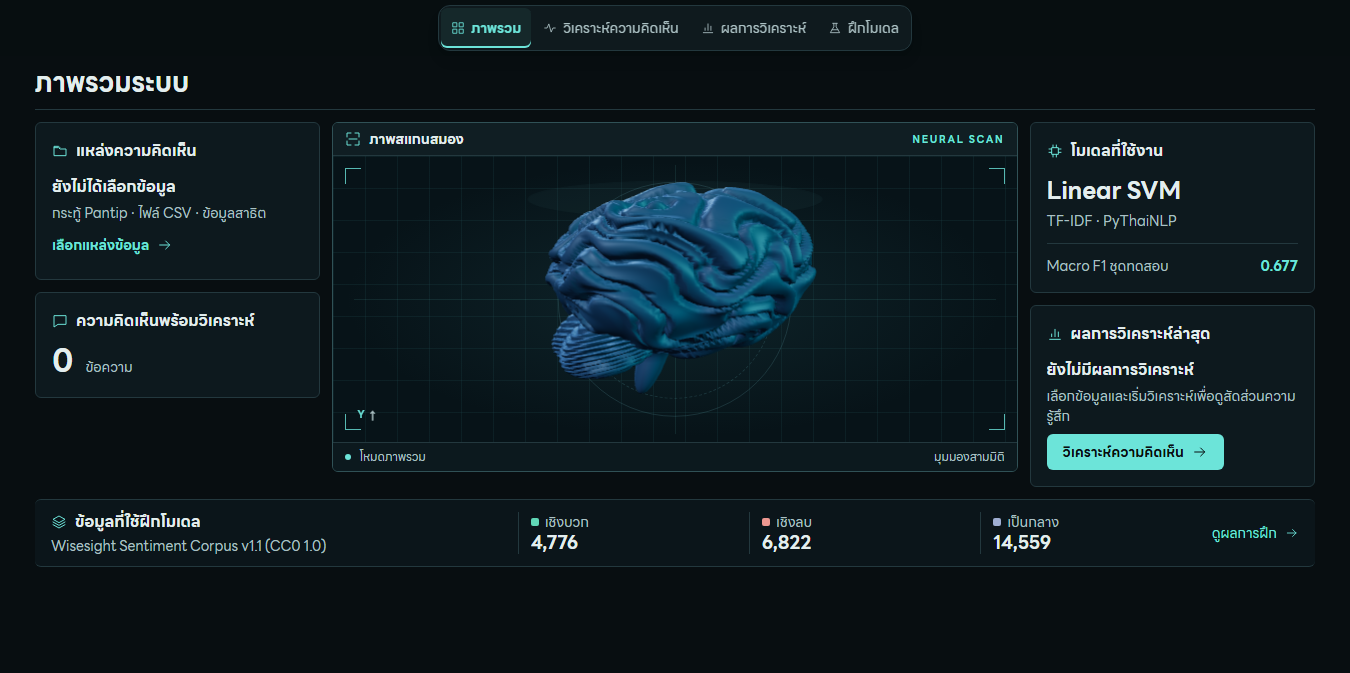 ภาพรวม
วิเคราะห์ความคิดเห็น
ผลการวิเคราะห์
ฝึกโมเดล
ภาพรวมระบบ
แหล่งความคิดเห็น
ยังไม่ได้เลือกข้อมูล
กระทู้ Pantip · ไฟล์ CSV · ข้อมูลสาธิต
เลือกแหล่งข้อมูล →
ความคิดเห็นพร้อมวิเคราะห์
0 ข้อความ
ภาพสแกนสมอง
NEURAL SCAN
Y ↑
โหมดภาพรวม
มุมมองสามมิติ
โมเดลที่ใช้งาน
Linear SVM
TF-IDF · PyThaiNLP
Macro F1 ชุดทดสอบ 0.677
ผลการวิเคราะห์ล่าสุด
ยังไม่มีผลการวิเคราะห์
เลือกข้อมูลและเริ่มวิเคราะห์เพื่อดูสัดส่วนความ
รู้สึก
วิเคราะห์ความคิดเห็น →
ข้อมูลที่ใช้ฝึกโมเดล
Wisesight Sentiment Corpus v1.1 (CC0 1.0)
เชิงบวก
4,776
เชิงลบ
6,822
เป็นกลาง
14,559
ดูผลการฝึก →